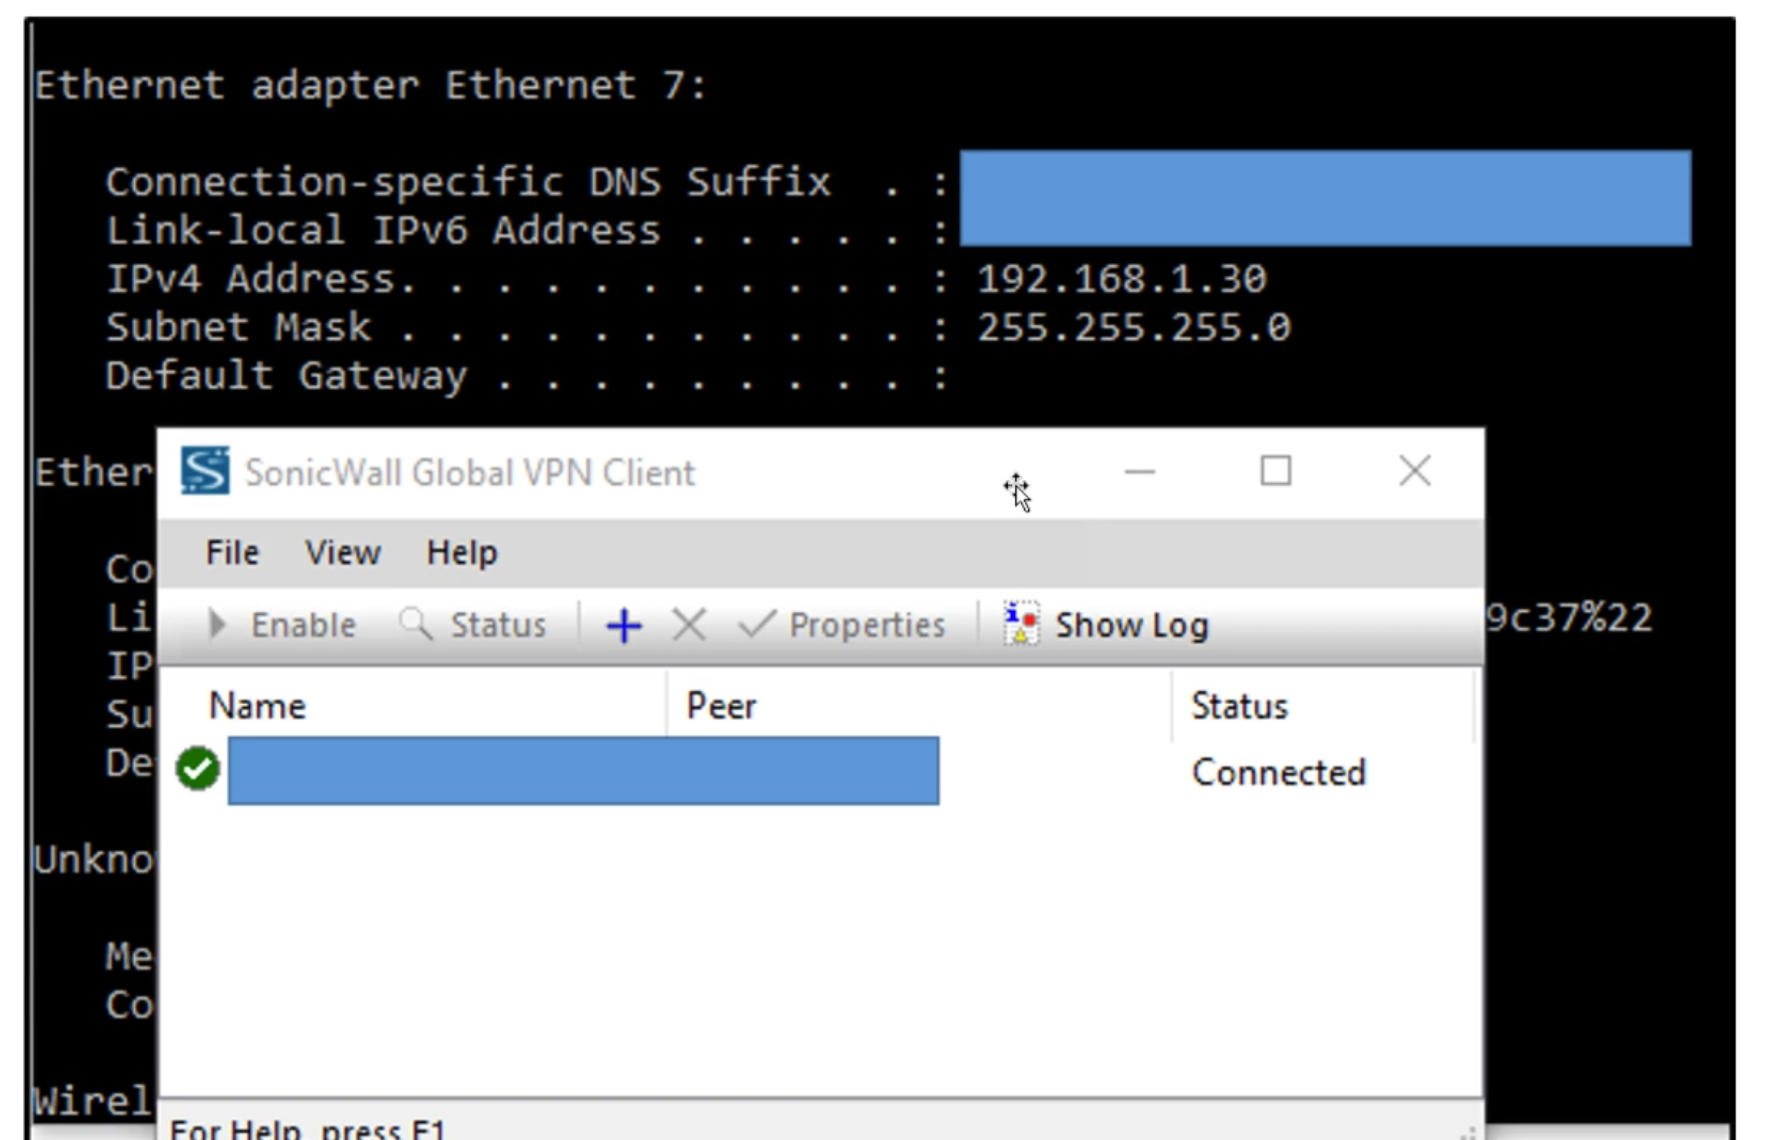 Ethernet adapter Ethernet 7:
Connection-specific DNS Suffix . :
Link-local IPv6 Address . . . . . :
IPv4 Address. . . . . . . . . . . : 192.168.1.30
Subnet Mask . . . . . . . . . . . : 255.255.255.0
Default Gateway . . . . . . . . . :
Ether
SonicWall Global VPN Client
File View Help
Co
Enable Status Properties Show Log
Li
9c37%22
IP
Name Peer Status
Su
Connected
De
Unkno
Me
Co
Wirel
For Help, press F1